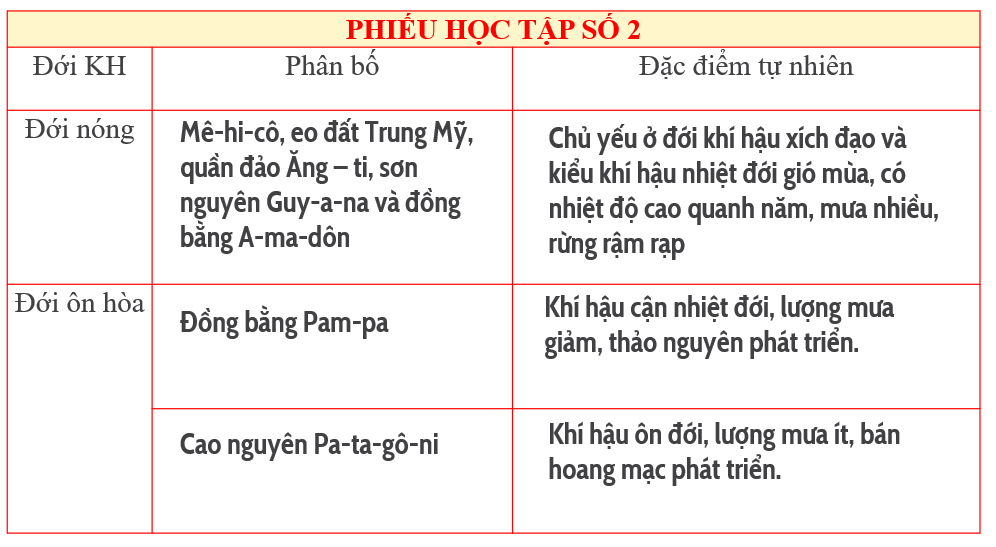 PHIẾU HỌC TẬP SỐ 2
Đới KH
Phân bố
Đặc điểm tự nhiên
Đới nóng
Mê-hi-cô, eo đất Trung Mỹ,
quần đảo Ăng – ti, sơn
nguyên Guy-a-na và đồng
bằng A-ma-dôn
Chủ yếu ở đới khí hậu xích đạo và
kiểu khí hậu nhiệt đới gió mùa, có
nhiệt độ cao quanh năm, mưa nhiều,
rừng rậm rạp
Đới ôn hòa
Đồng bằng Pam-pa
Khí hậu cận nhiệt đới, lượng mưa
giảm, thảo nguyên phát triển.
Cao nguyên Pa-ta-gô-ni
Khí hậu ôn đới, lượng mưa ít, bán
hoang mạc phát triển.